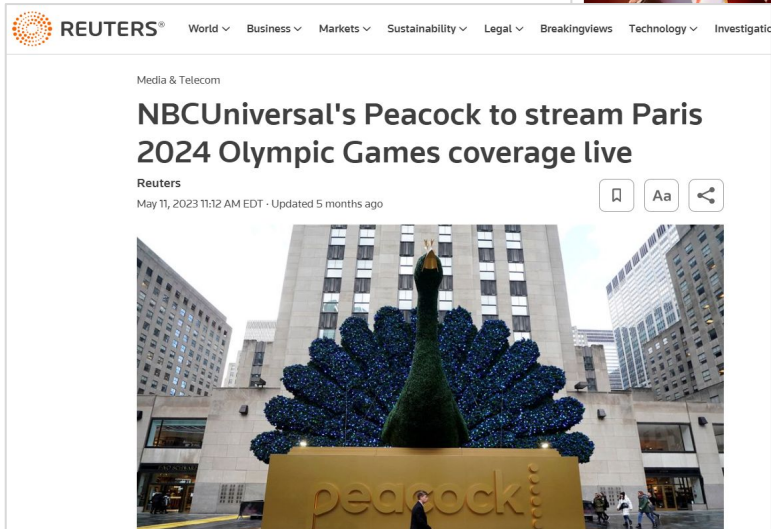 REUTERS®
World Business Markets Sustainability Legal Breakingviews Technology
Media & Telecom
NBCUniversal's Peacock to stream Paris
2024 Olympic Games coverage live
Reuters
May 11, 2023 11:12 AM EDT · Updated 5 months ago
Aa
peacock